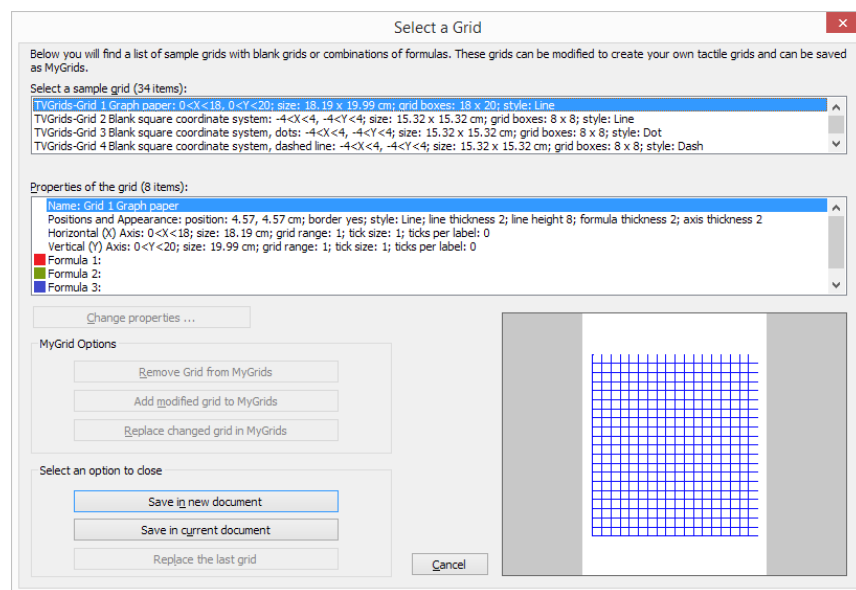 Select a Grid
Below you will find a list of sample grids with blank grids or combinations of formulas. These grids can be modified to create your own tactile grids and can be saved
as MyGrids.
Select a sample grid (34 items):
TVGrids-Grid 1 Graph paper: 0<X<18, 0<Y<20; size: 18.19 x 19.99 cm; grid boxes: 18 x 20; style: Line
TVGrids-Grid 2 Blank square coordinate system: -4<X<4, -4<Y<4; size: 15.32 x 15.32 cm; grid boxes: 8 x 8; style: Line
TVGrids-Grid 3 Blank square coordinate system, dots: -4<X<4, -4<Y<4; size: 15.32 x 15.32 cm; grid boxes: 8 x 8; style: Dot
TVGrids-Grid 4 Blank square coordinate system, dashed line: -4<X<4, -4<Y<4; size: 15.32 x 15.32 cm; grid boxes: 8 x 8; style: Dash
Properties of the grid (8 items):
Name: Grid 1 Graph paper
Positions and Appearance: position: 4.57, 4.57 cm; border yes; style: Line; line thickness 2; line height 8; formula thickness 2; axis thickness 2
Horizontal (X) Axis: 0<X<18; size: 18.19 cm; grid range: 1; tick size: 1; ticks per label: 0
Vertical (Y) Axis: 0<Y<20; size: 19.99 cm; grid range: 1; tick size: 1; ticks per label: 0
Formula 1:
Formula 2:
Formula 3:
Change properties ...
MyGrid Options
Remove Grid from MyGrids
Add modified grid to MyGrids
Replace changed grid in MyGrids
Select an option to close
Save in new document
Save in current document
Replace the last grid
Cancel